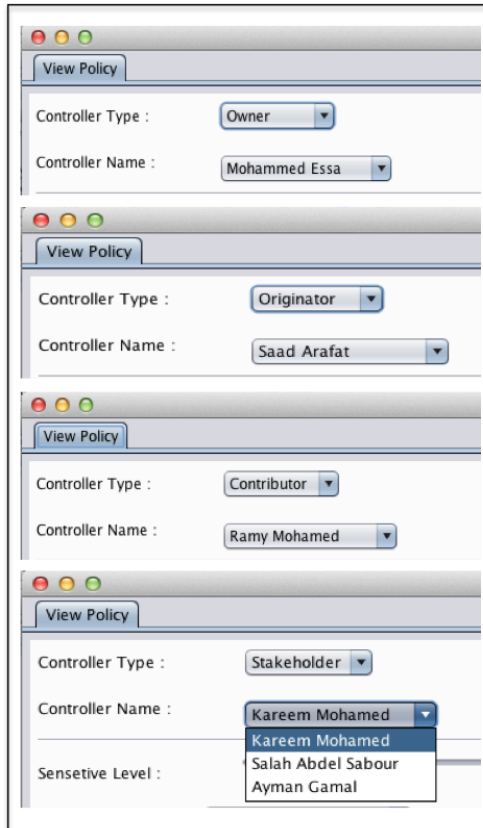 View Policy
Controller Type : Owner
Controller Name : Mohammed Essa
View Policy
Controller Type : Originator
Controller Name : Saad Arafat
View Policy
Controller Type : Contributor
Controller Name : Ramy Mohamed
View Policy
Controller Type : Stakeholder
Controller Name : Kareem Mohamed
Kareem Mohamed
Salah Abdel Sabour
Sensetive Level :
Ayman Gamal